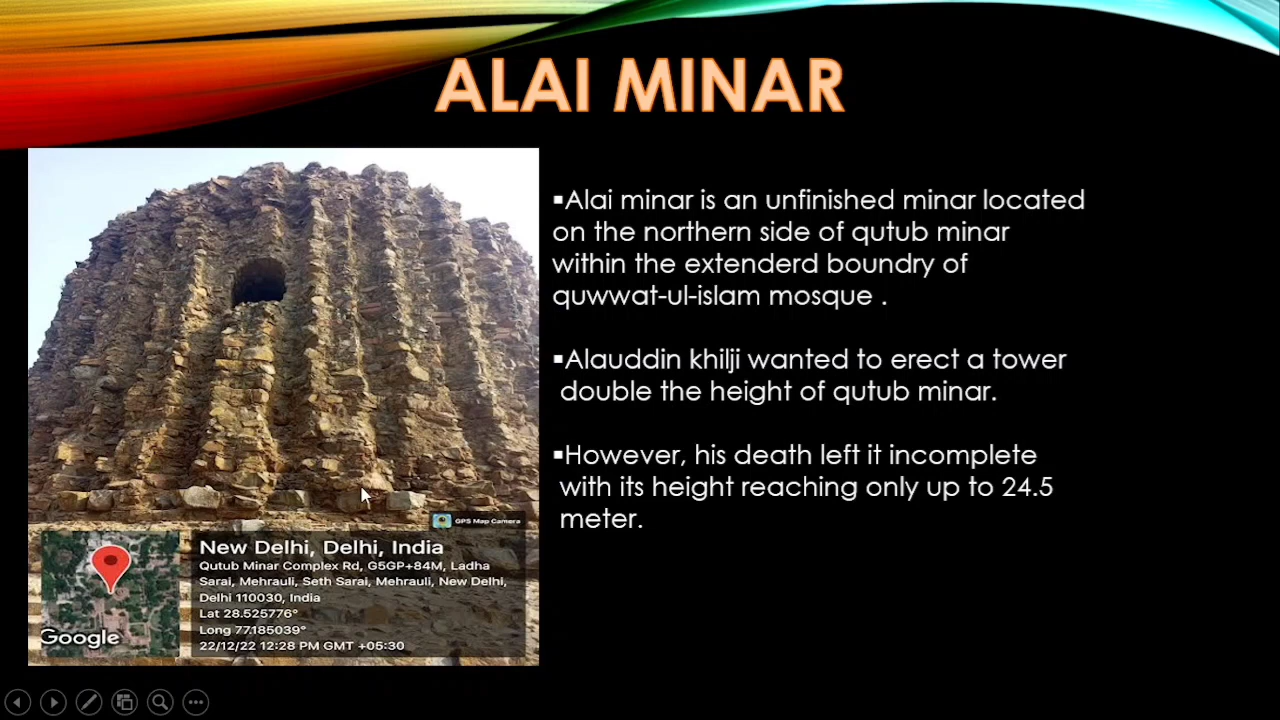 ALAI MINAR
▪Alai minar is an unfinished minar located
on the northern side of qutub minar
within the extenderd boundry of
quwwat-ul-islam mosque .
▪Alauddin khilji wanted to erect a tower
double the height of qutub minar.
▪However, his death left it incomplete
with its height reaching only up to 24.5
meter.
GPS Map Camera
New Delhi, Delhi, India
Qutub Minar Complex Rd, G5GP+84M, Ladha
Sarai, Mehrauli, Seth Sarai, Mehrauli, New Delhi,
Delhi 110030, India
Lat 28.525776°
Long 77.185039°
22/12/22 12:28 PM GMT +05:30
Google